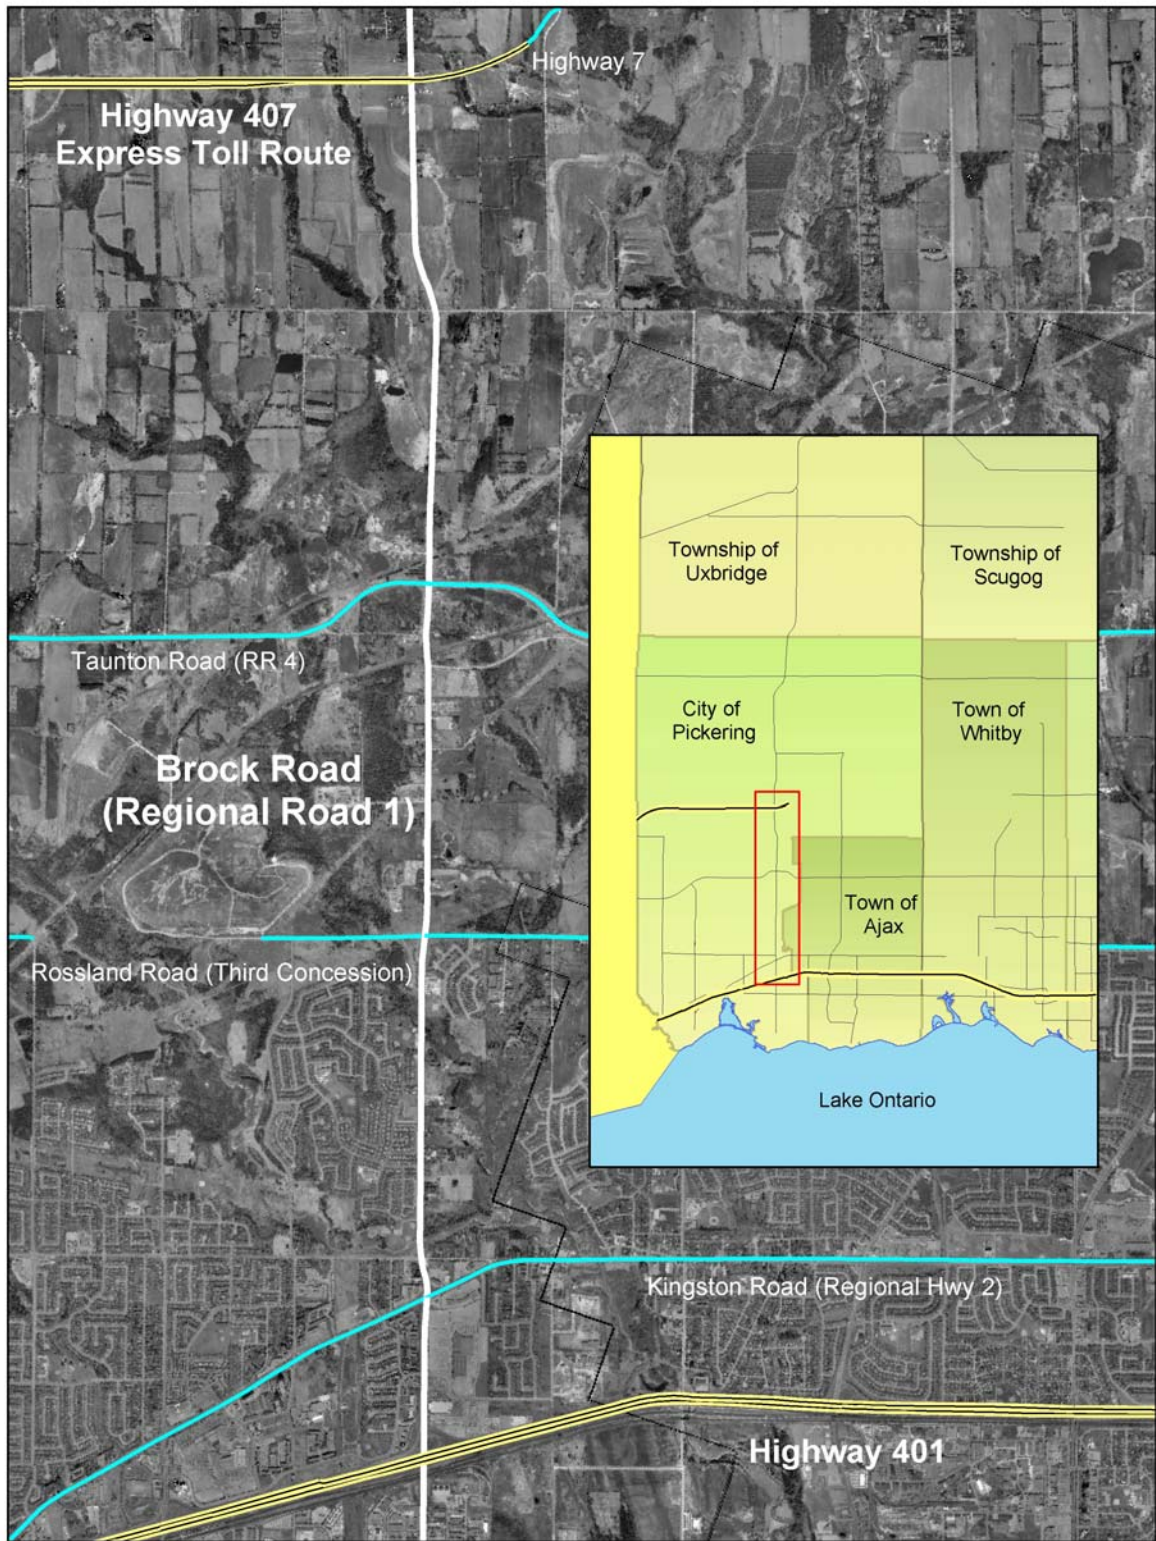 Highway 7
Highway 407
Express Toll Route
Township of
Uxbridge
Township of
Scugog
Taunton Road (RR 4)
City of
Pickering
Town of
Whitby
Brock Road
(Regional Road 1)
Town of
Ajax
Rossland Road (Third Concession)
Lake Ontario
Kingston Road (Regional Hwy 2)
Highway 401